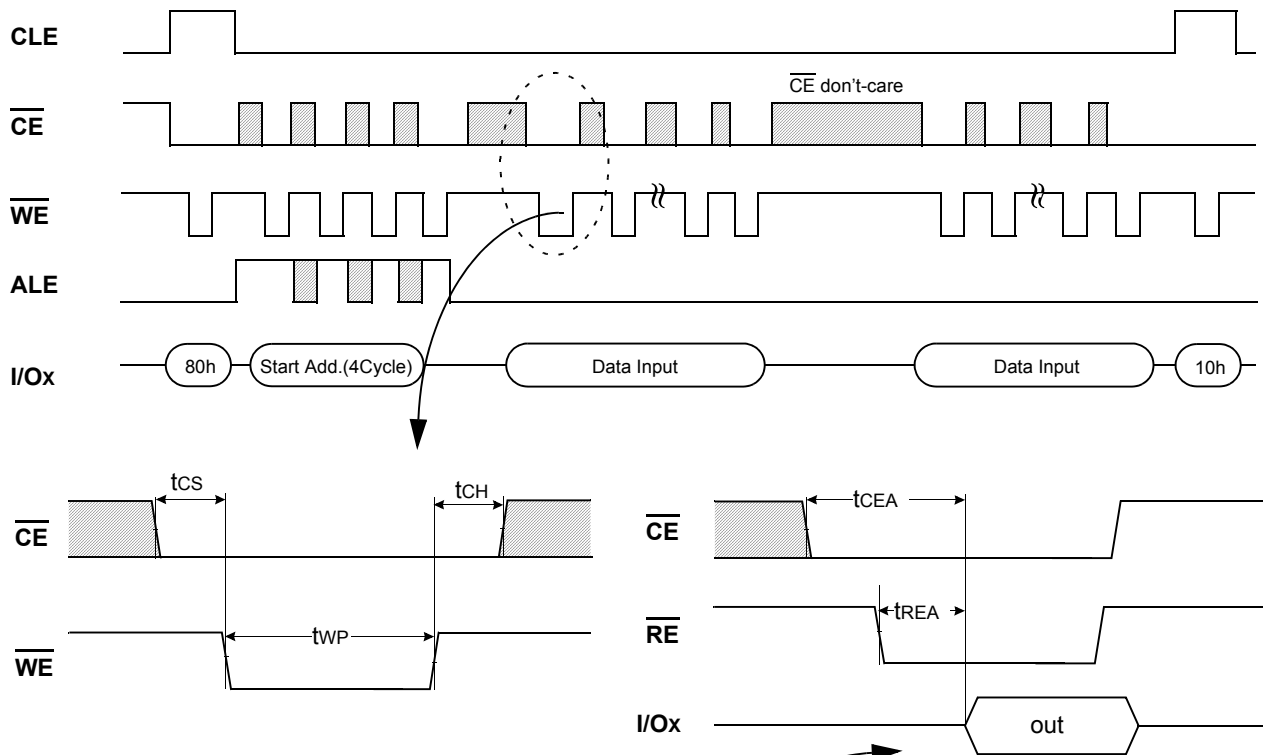 CLE
CE don't-care
CE
WE
ALE
I/Ox
80h
Start Add.(4Cycle)
Data Input
Data Input
10h
tCS
tCH
CE
tWP
WE
tCEA
CE
tREA
RE
I/Ox
out